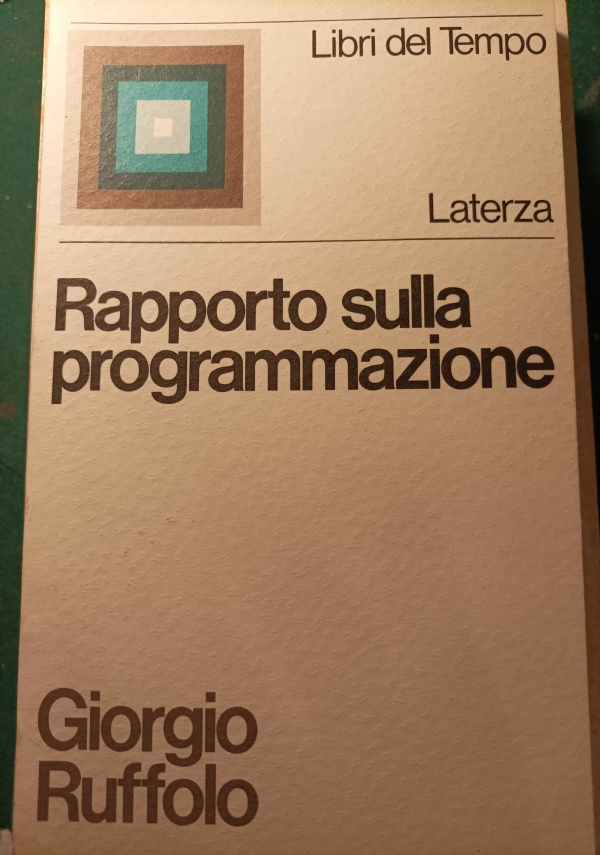 Libri del Tempo
Laterza
Rapporto sulla
programmazione
Giorgio
Ruffolo